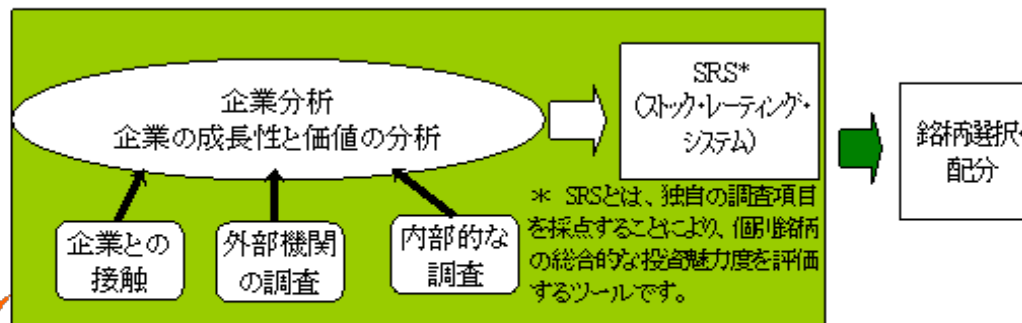 企業分析
企業の成長性と価値の分析
企業との
接触
外部機関
の調査
内部的な
調査
SRS*
(ストック・レーティング・
システム)
* SRSとは、独自の調査項目
を採点することにより、個別銘柄
の総合的な投資魅力度を評価
するツールです。
銘柄選択・
配分